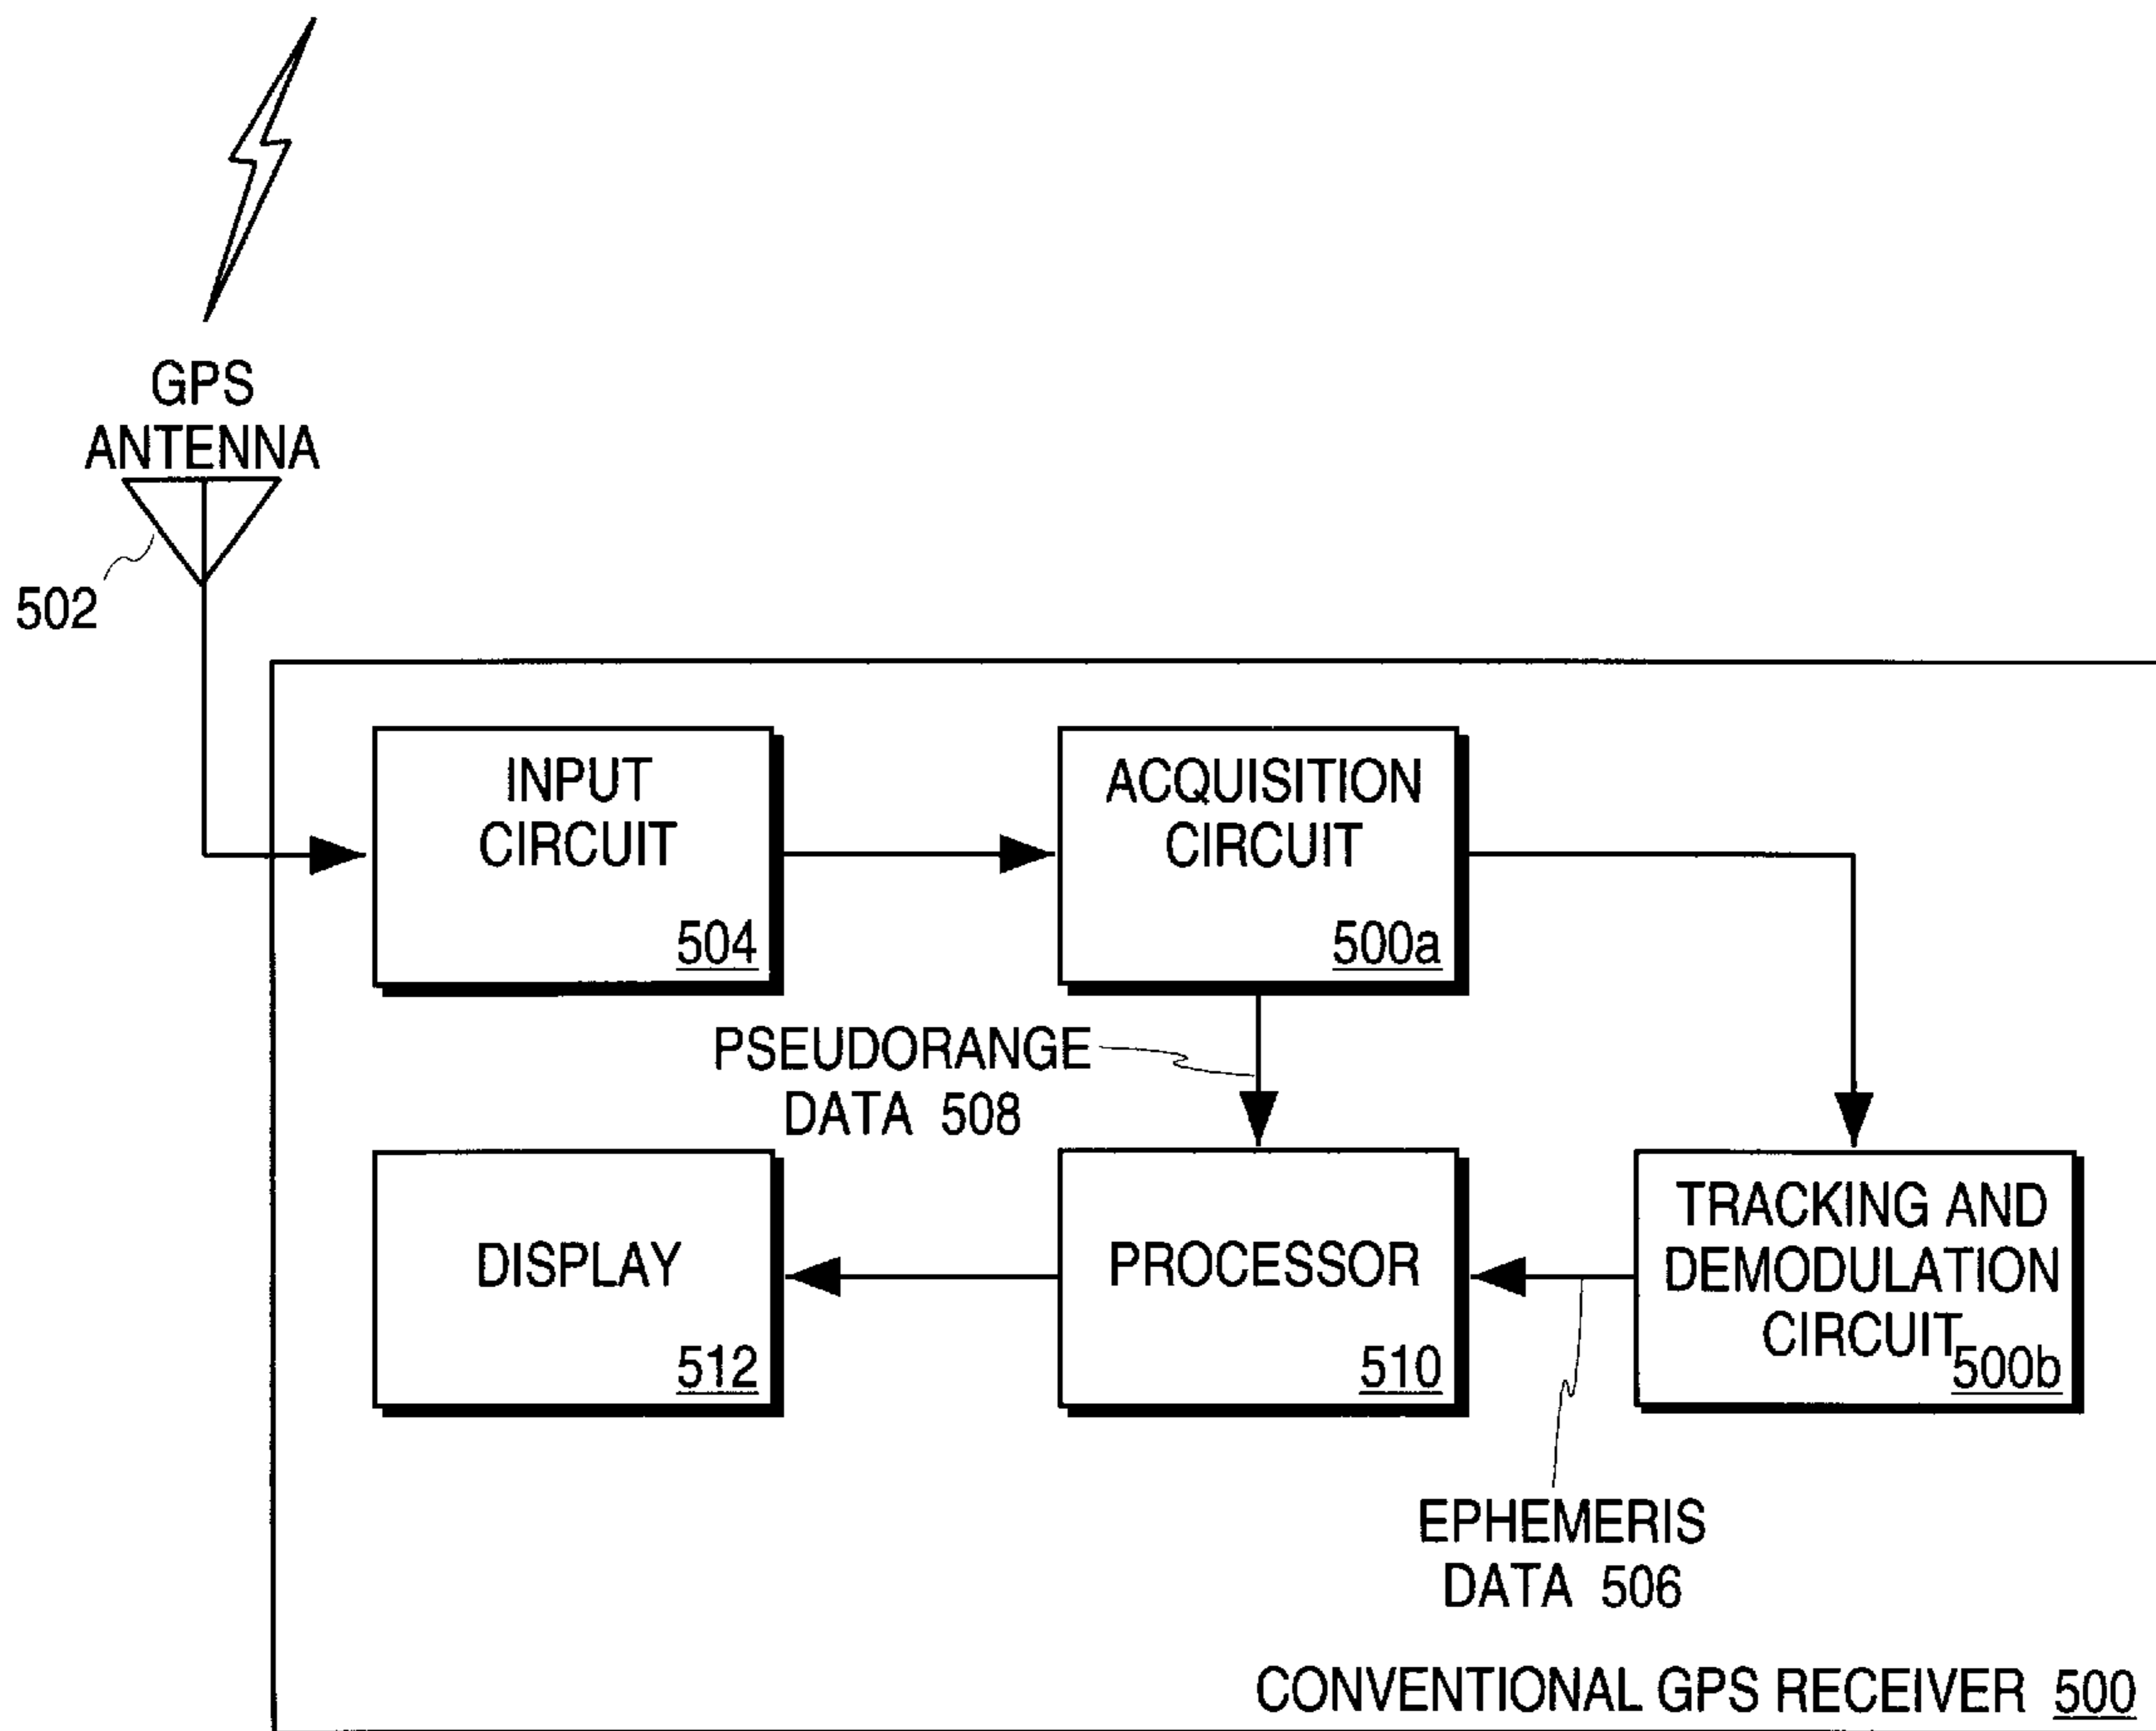 GPS
ANTENNA
502
INPUT
CIRCUIT
504
ACQUISITION
CIRCUIT
500a
PSEUDORANGE
DATA 508
DISPLAY
512
PROCESSOR
510
TRACKING AND
DEMODULATION
CIRCUIT
500b
EPHEMERIS
DATA 506
CONVENTIONAL GPS RECEIVER 500